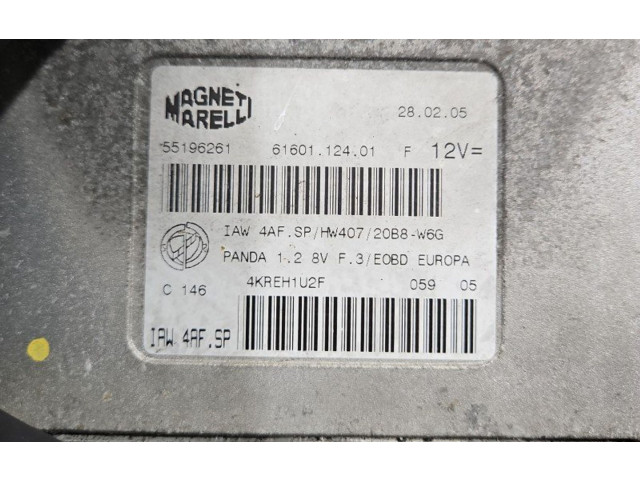 MAGNETI
MARELLI
28.02.05
55196261 61601.124.01 F 12V=
IAW 4AF.SP/HW407/20B8-W6G
PANDA 1.2 8V F.3/EOBD EUROPA
C 146 4KREH1U2F 059 05
IAW 4AF.SP